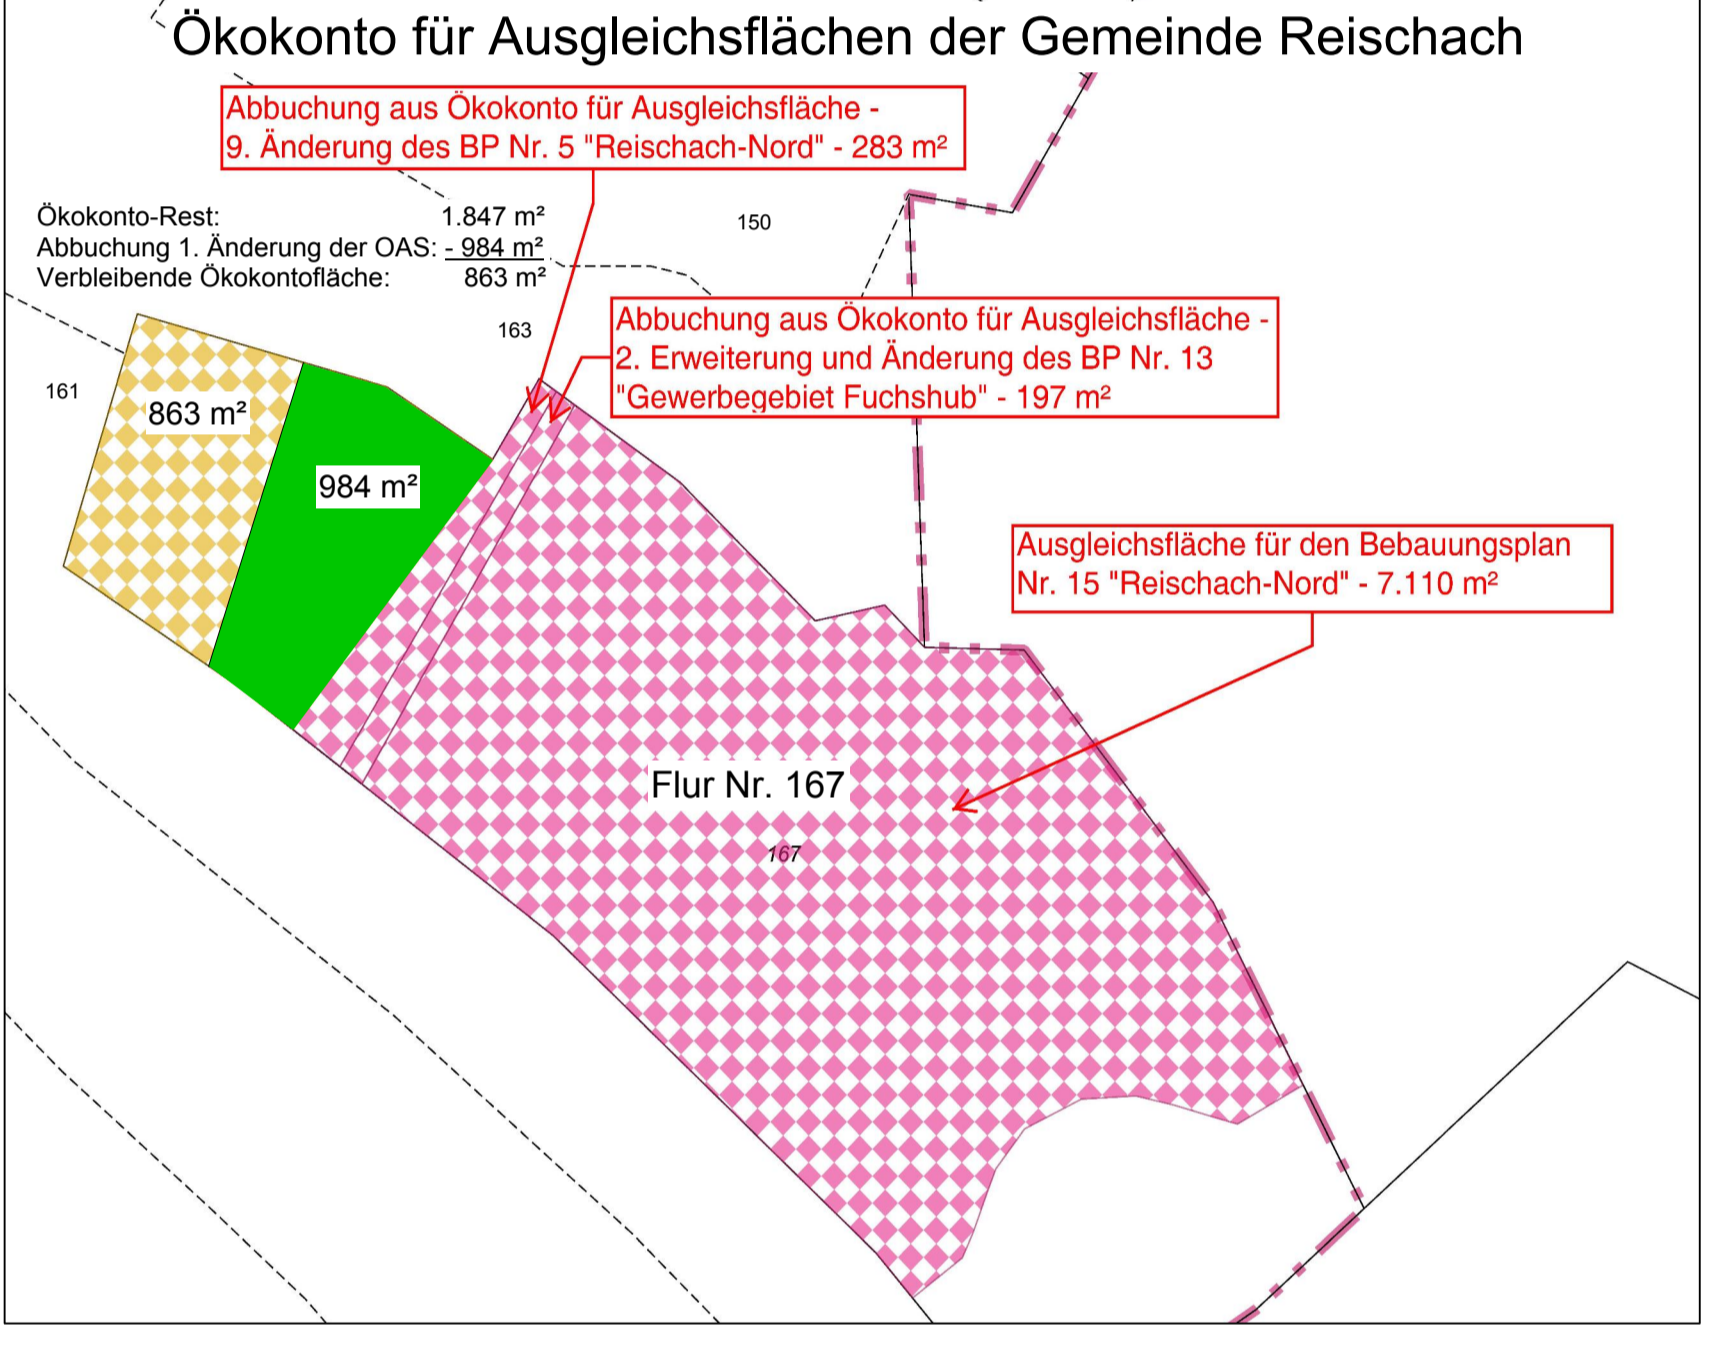 Ökokonto für Ausgleichsflächen der Gemeinde Reischach
Abbuchung aus Ökokonto für Ausgleichsfläche -
9. Änderung des BP Nr. 5 "Reischach-Nord" - 283 m²
Ökokonto-Rest: 1.847 m²
Abbuchung 1. Änderung der OAS: - 984 m²
Verbleibende Ökokontofläche: 863 m²
150
163
Abbuchung aus Ökokonto für Ausgleichsfläche -
2. Erweiterung und Änderung des BP Nr. 13
"Gewerbegebiet Fuchshub" - 197 m²
161
863 m²
984 m²
Ausgleichsfläche für den Bebauungsplan
Nr. 15 "Reischach-Nord" - 7.110 m²
Flur Nr. 167
167